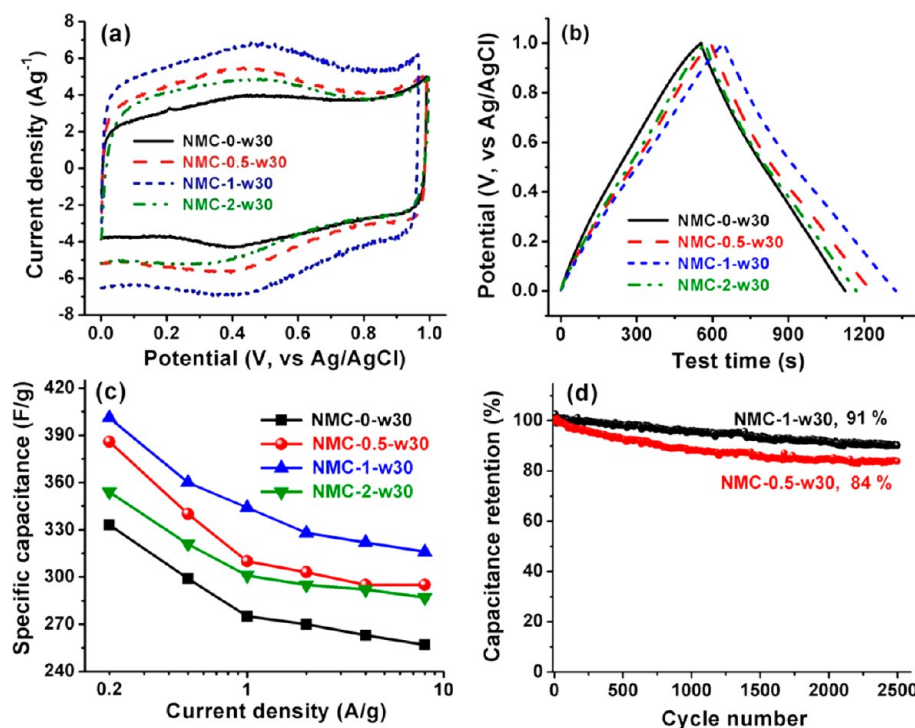 (a)
Current density (Ag⁻¹)
8
6
4
2
0
-2
-4
-6
-8
NMC-0-w30
NMC-0.5-w30
NMC-1-w30
NMC-2-w30
0.0 0.2 0.4 0.6 0.8 1.0
Potential (V, vs Ag/AgCl)
(b)
Potential (V, vs Ag/AgCl)
1.0
0.8
0.6
0.4
0.2
0.0
NMC-0-w30
NMC-0.5-w30
NMC-1-w30
NMC-2-w30
0 300 600 900 1200
Test time (s)
(c)
Specific capacitance (F/g)
420
390
360
330
300
270
240
NMC-0-w30
NMC-0.5-w30
NMC-1-w30
NMC-2-w30
0.2 1 10
Current density (A/g)
(d)
Capacitance retention (%)
120
100
80
60
40
20
0
NMC-1-w30, 91 %
NMC-0.5-w30, 84 %
0 500 1000 1500 2000 2500
Cycle number